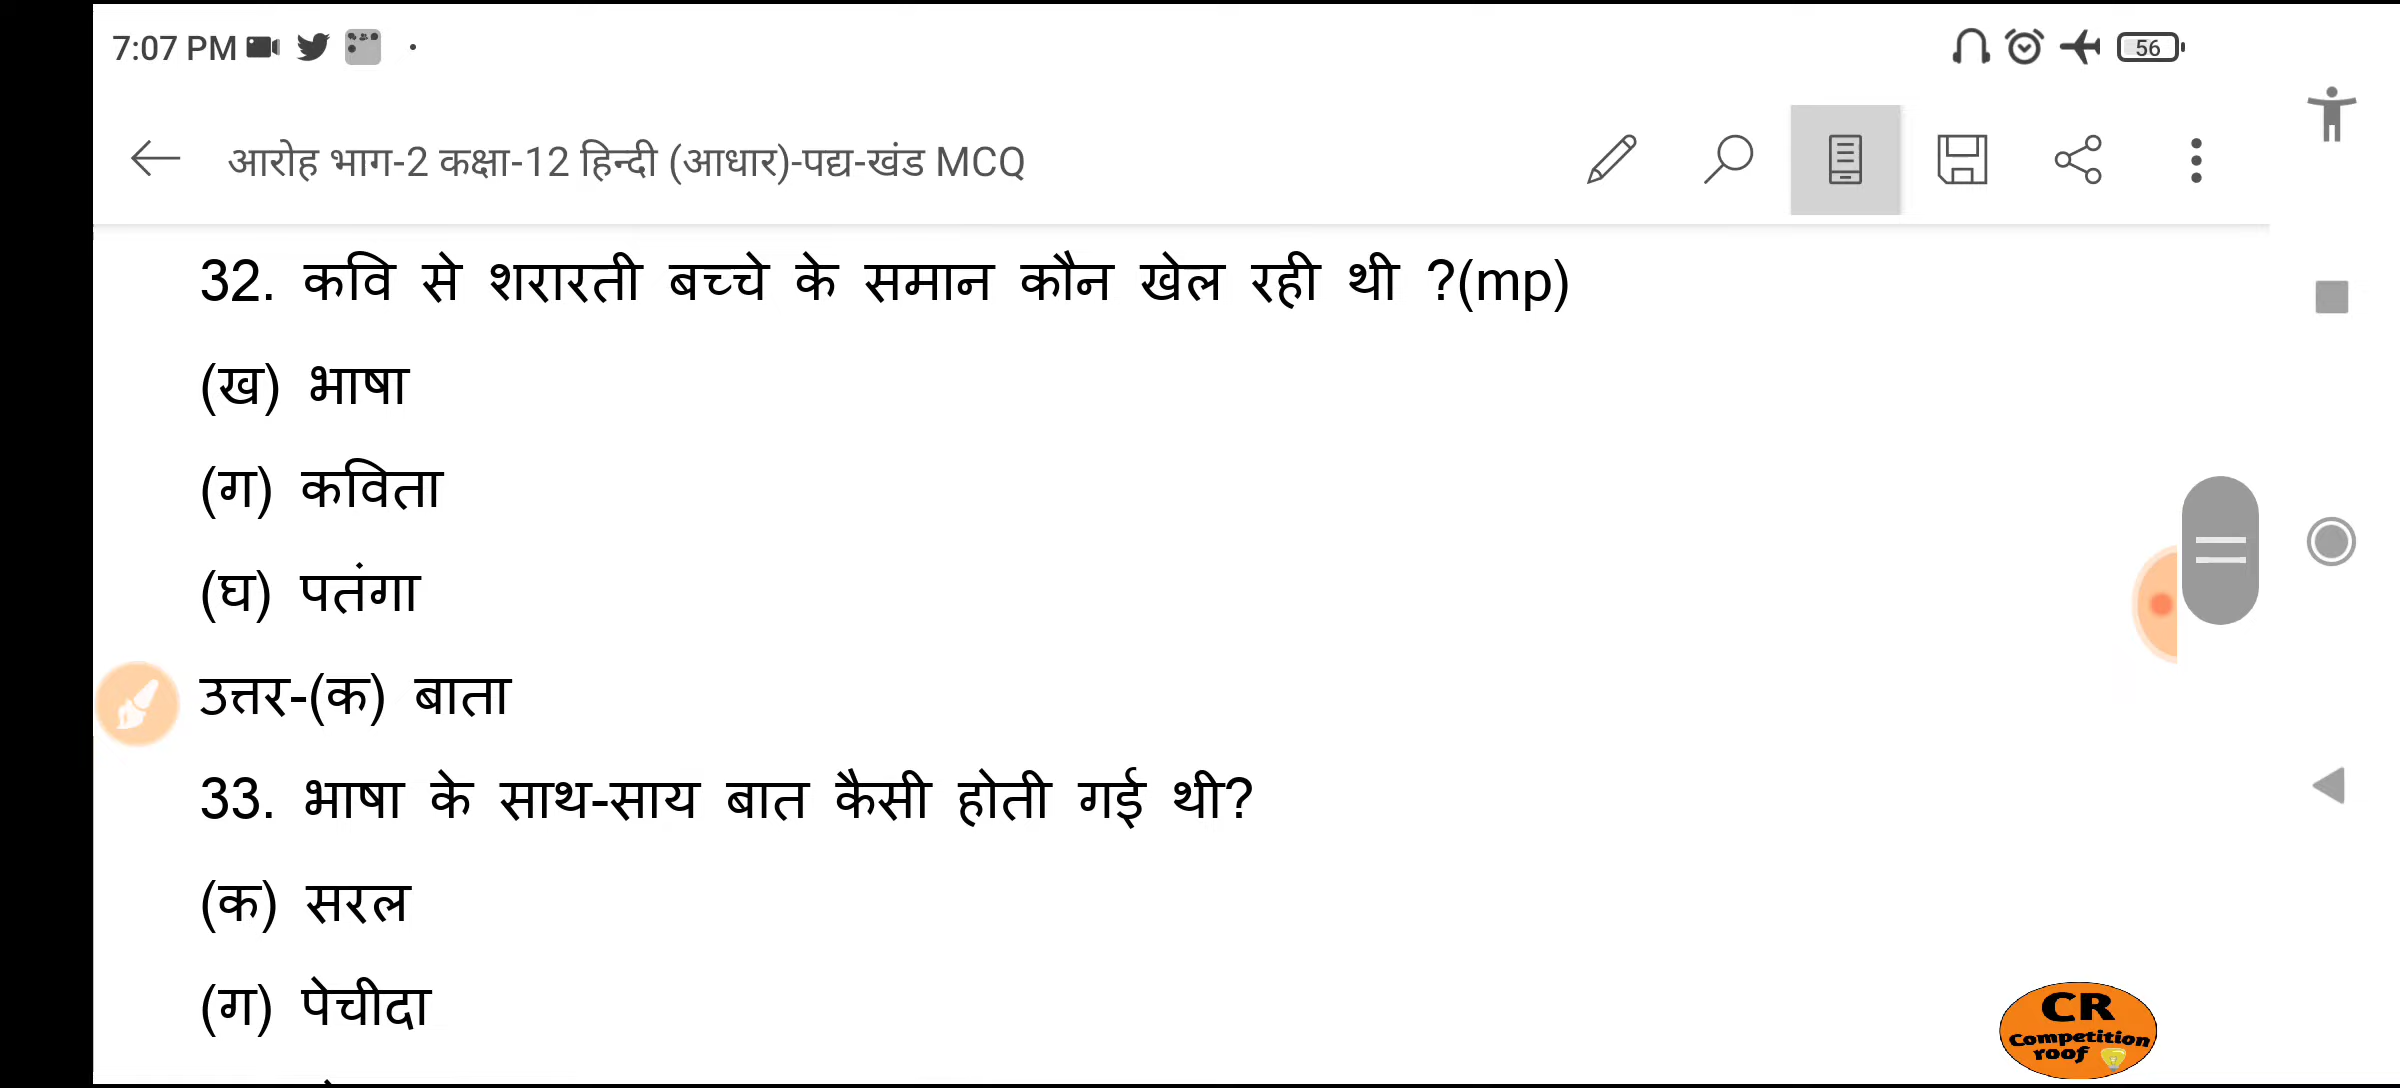 7:07 PM
56
आरोह भाग-2 कक्षा-12 हिन्दी (आधार)-पद्य-खंड MCQ
32. कवि से शरारती बच्चे के समान कौन खेल रही थी ?(mp)
(ख) भाषा
(ग) कविता
(घ) पतंगा
उत्तर-(क) बाता
33. भाषा के साथ-साय बात कैसी होती गई थी?
(क) सरल
(ग) पेचीदा
CR
Competition
roof